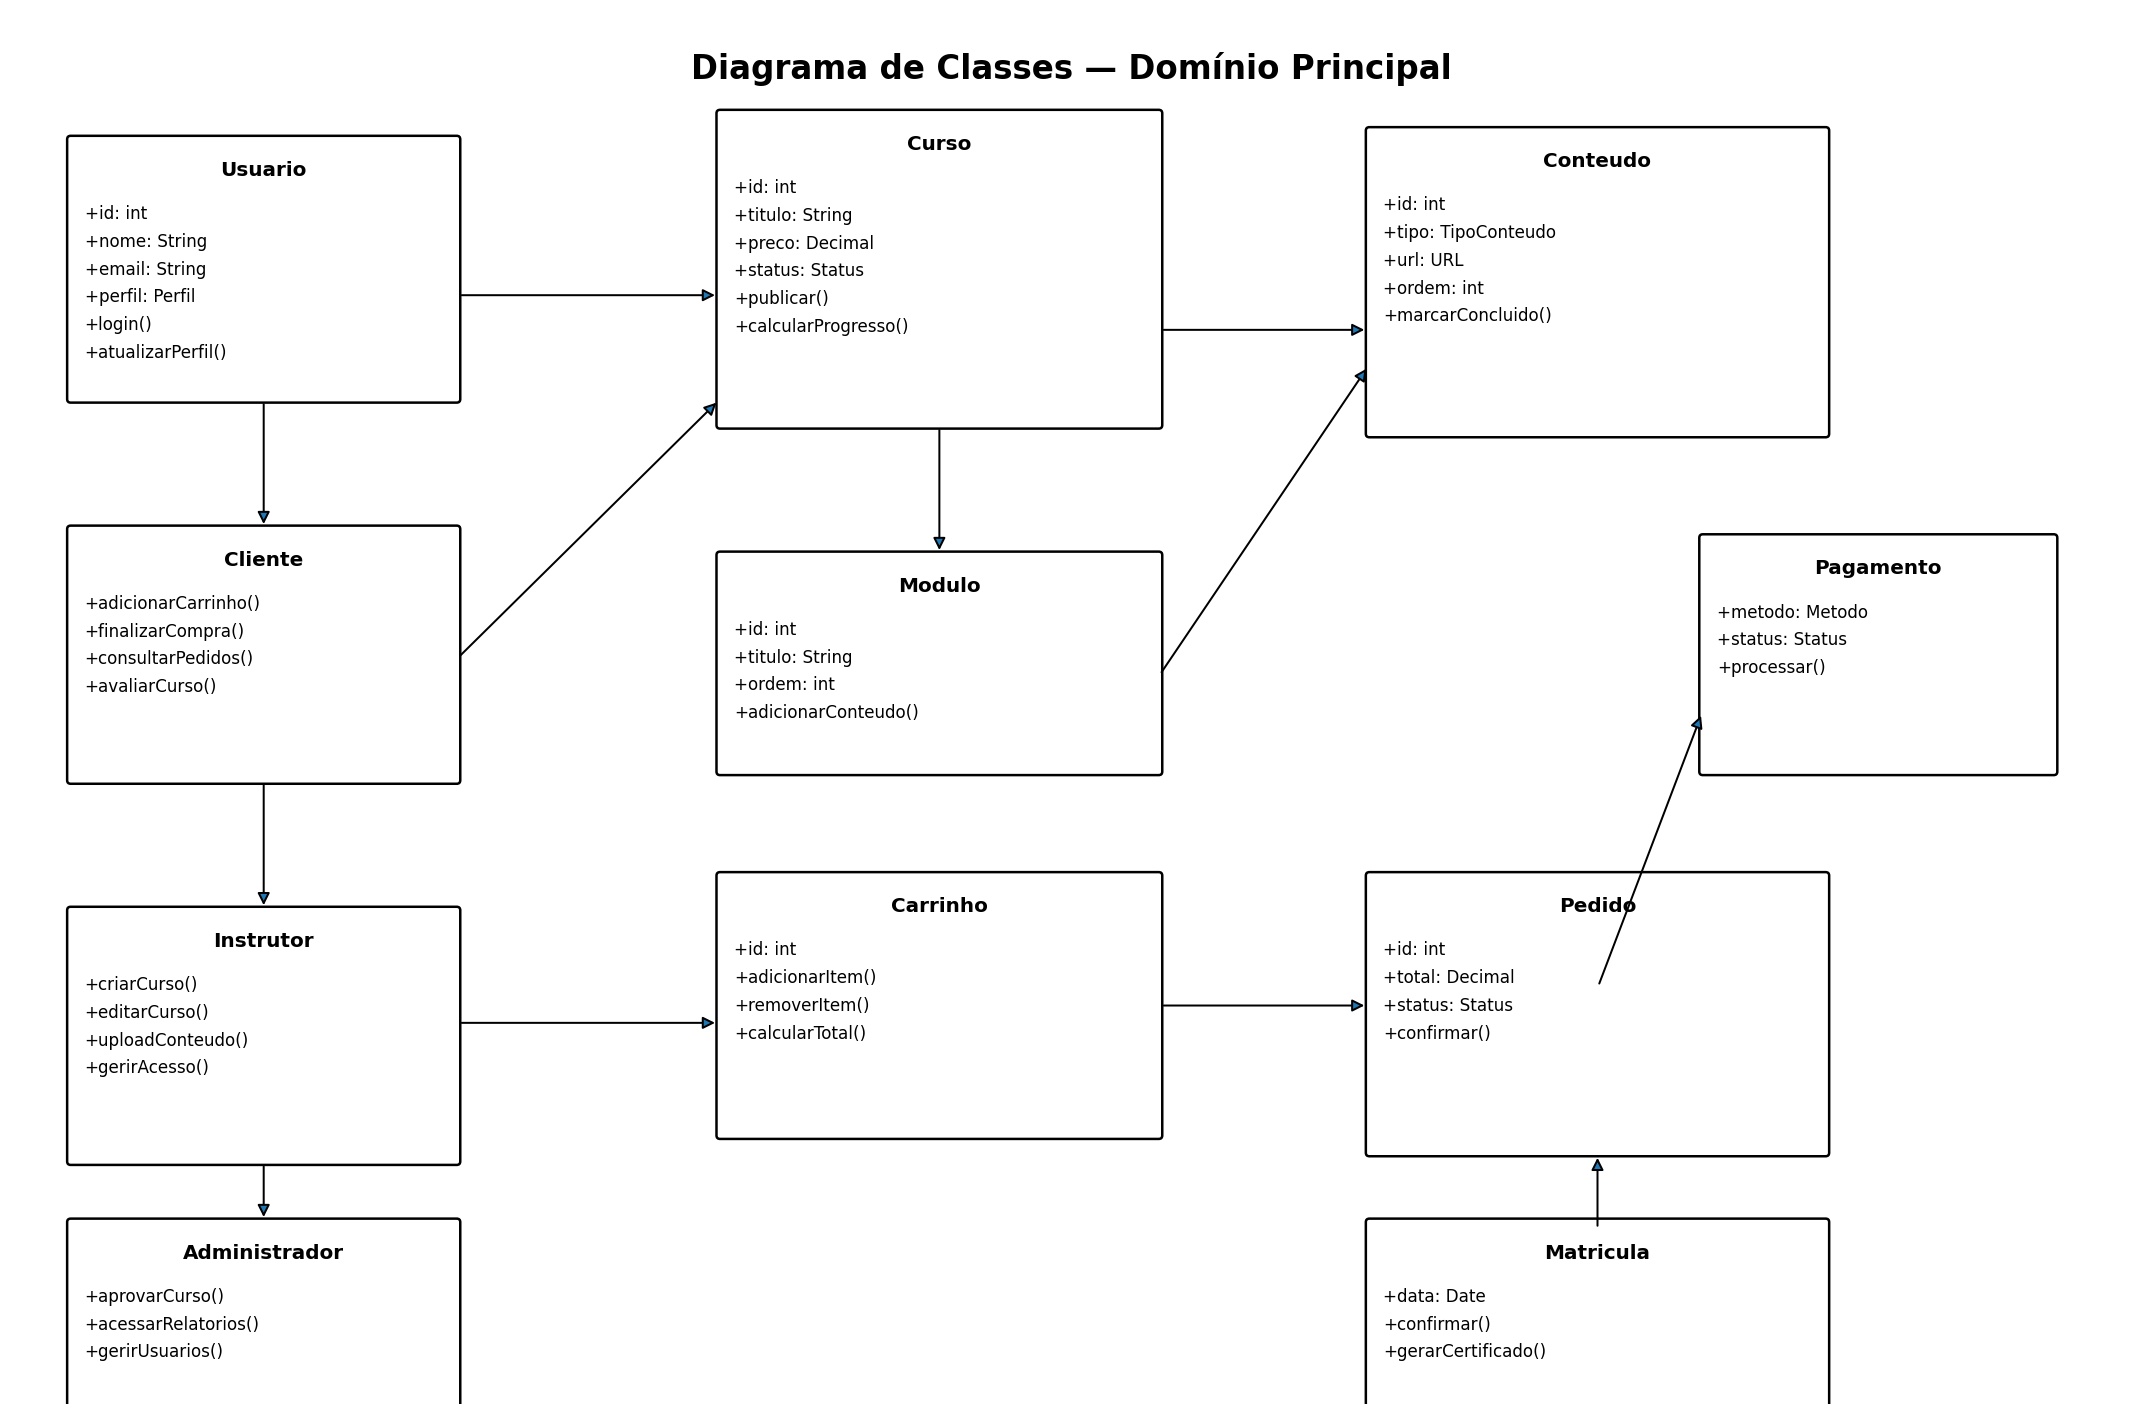 Diagrama de Classes — Domínio Principal
Usuario
+id: int
+nome: String
+email: String
+perfil: Perfil
+login()
+atualizarPerfil()
Curso
+id: int
+titulo: String
+preco: Decimal
+status: Status
+publicar()
+calcularProgresso()
Conteudo
+id: int
+tipo: TipoConteudo
+url: URL
+ordem: int
+marcarConcluido()
Cliente
+adicionarCarrinho()
+finalizarCompra()
+consultarPedidos()
+avaliarCurso()
Modulo
+id: int
+titulo: String
+ordem: int
+adicionarConteudo()
Pagamento
+metodo: Metodo
+status: Status
+processar()
Instrutor
+criarCurso()
+editarCurso()
+uploadConteudo()
+gerirAcesso()
Carrinho
+id: int
+adicionarItem()
+removerItem()
+calcularTotal()
Pedido
+id: int
+total: Decimal
+status: Status
+confirmar()
Administrador
+aprovarCurso()
+acessarRelatorios()
+gerirUsuarios()
Matricula
+data: Date
+confirmar()
+gerarCertificado()